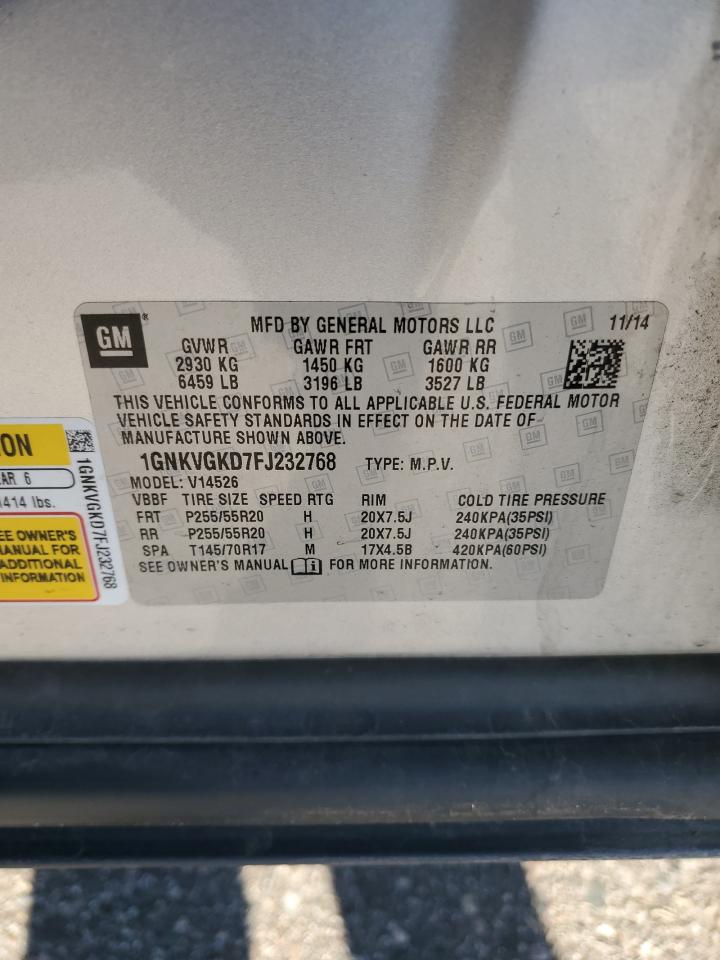 GM ®
MFD BY GENERAL MOTORS LLC 11/14
GVWR GAWR FRT GAWR RR
2930 KG 1450 KG 1600 KG
6459 LB 3196 LB 3527 LB
THIS VEHICLE CONFORMS TO ALL APPLICABLE U.S. FEDERAL MOTOR
VEHICLE SAFETY STANDARDS IN EFFECT ON THE DATE OF
MANUFACTURE SHOWN ABOVE.
1GNKVGKD7FJ232768 TYPE: M.P.V.
MODEL: V14526
VBBF TIRE SIZE SPEED RTG RIM COLD TIRE PRESSURE
FRT P255/55R20 H 20X7.5J 240KPA(35PSI)
RR P255/55R20 H 20X7.5J 240KPA(35PSI)
SPA T145/70R17 M 17X4.5B 420KPA(60PSI)
SEE OWNER'S MANUAL FOR MORE INFORMATION.
ON
AR 6
414 lbs.
EE OWNER'S
ANUAL FOR
ADDITIONAL
INFORMATION
1GNKVGKD7FJ232768